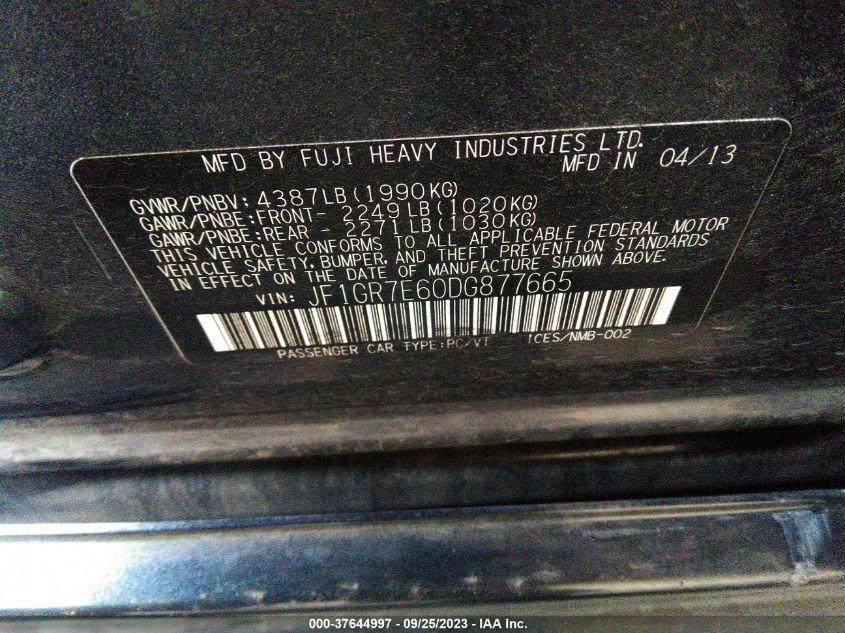 MFD BY FUJI HEAVY INDUSTRIES LTD.
MFD IN 04/13
GVWR/PNBV: 4387LB(1990KG)
GAWR/PNBE:FRONT- 2249LB(1020KG)
GAWR/PNBE:REAR - 2271LB(1030KG)
THIS VEHICLE CONFORMS TO ALL APPLICABLE FEDERAL MOTOR
VEHICLE SAFETY, BUMPER, AND THEFT PREVENTION STANDARDS
IN EFFECT ON THE DATE OF MANUFACTURE SHOWN ABOVE.
VIN: JF1GR7E60DG877665
PASSENGER CAR TYPE:PC/VT ICES/NMB-002
000-37644997 - 09/25/2023 - IAA Inc.